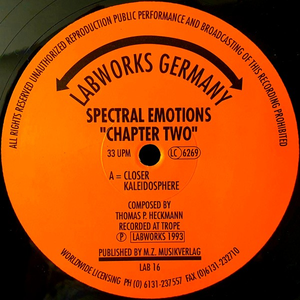 ALL RIGHTS RESERVED UNAUTHORIZED REPRODUCTION PUBLIC PERFORMANCE AND BROADCASTING OF THIS RECORDING PROHIBITED
LABWORKS GERMANY
SPECTRAL EMOTIONS
"CHAPTER TWO"
33 UPM
LC 6269
A = CLOSER
KALEIDOSPHERE
COMPOSED BY
THOMAS P. HECKMANN
RECORDED AT TROPE
P LABWORKS 1993
PUBLISHED BY M.Z. MUSIKVERLAG
LAB 16
WORLDWIDE LICENSING PH (0) 6131-237557 FAX (0)6131-232710